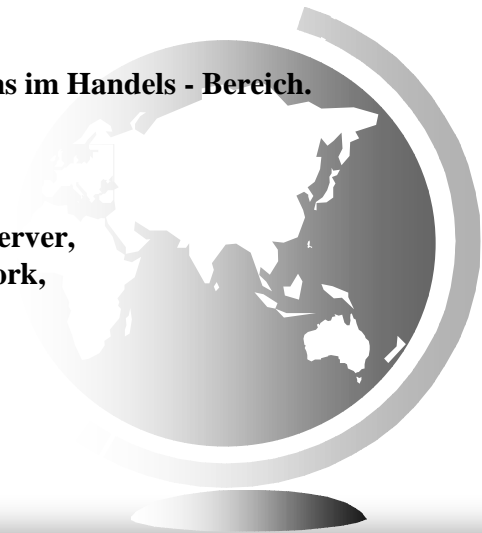 ns im Handels - Bereich.
erver,
ork,